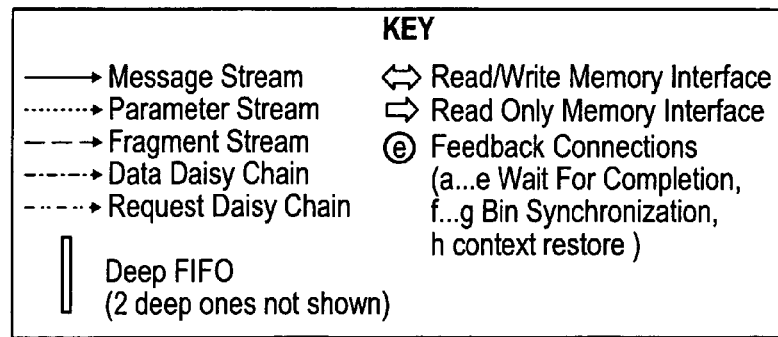 KEY
Message Stream
Parameter Stream
Fragment Stream
Data Daisy Chain
Request Daisy Chain
Deep FIFO
(2 deep ones not shown)
Read/Write Memory Interface
Read Only Memory Interface
e Feedback Connections
(a...e Wait For Completion,
f...g Bin Synchronization,
h context restore )